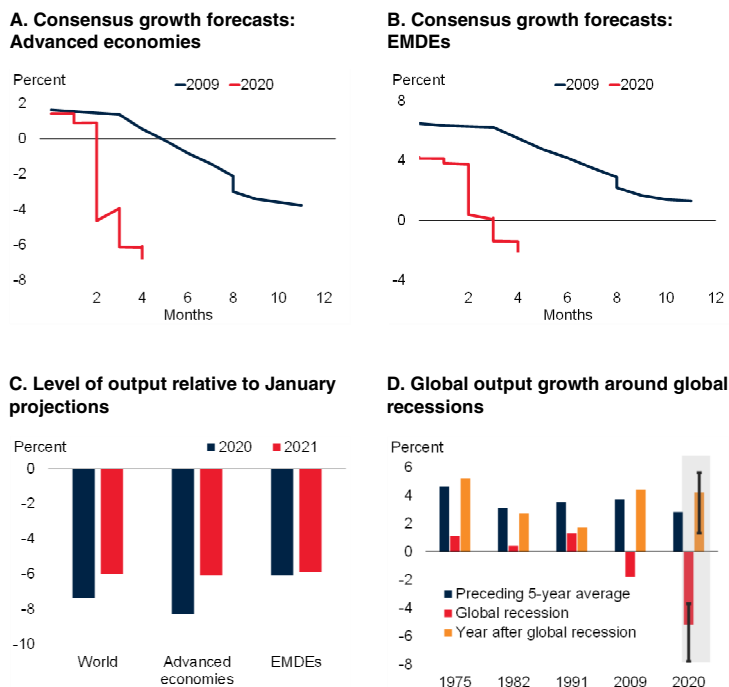 A. Consensus growth forecasts:
Advanced economies
Percent
2009 2020
2
0
-2
-4
-6
-8
2 4 6 8 10 12
Months
B. Consensus growth forecasts:
EMDEs
Percent
2009 2020
8
4
0
-4
2 4 6 8 10 12
Months
C. Level of output relative to January
projections
Percent
2020 2021
0
-2
-4
-6
-8
-10
World Advanced economies EMDEs
D. Global output growth around global
recessions
Percent
6
4
2
0
-2
-4
-6
-8
Preceding 5-year average
Global recession
Year after global recession
1975 1982 1991 2009 2020